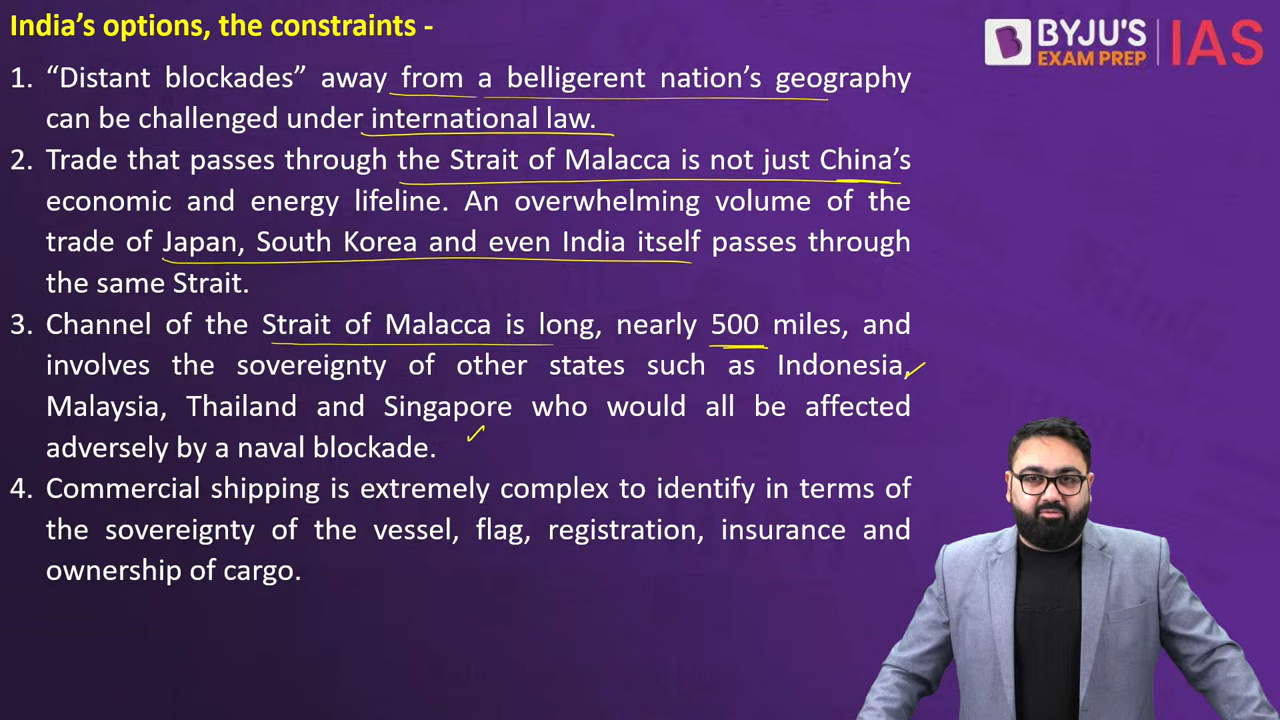 India’s options, the constraints -
BYJU'S
EXAM PREP
IAS
1. “Distant blockades” away from a belligerent nation’s geography
can be challenged under international law.
2. Trade that passes through the Strait of Malacca is not just China’s
economic and energy lifeline. An overwhelming volume of the
trade of Japan, South Korea and even India itself passes through
the same Strait.
3. Channel of the Strait of Malacca is long, nearly 500 miles, and
involves the sovereignty of other states such as Indonesia,
Malaysia, Thailand and Singapore who would all be affected
adversely by a naval blockade.
4. Commercial shipping is extremely complex to identify in terms of
the sovereignty of the vessel, flag, registration, insurance and
ownership of cargo.